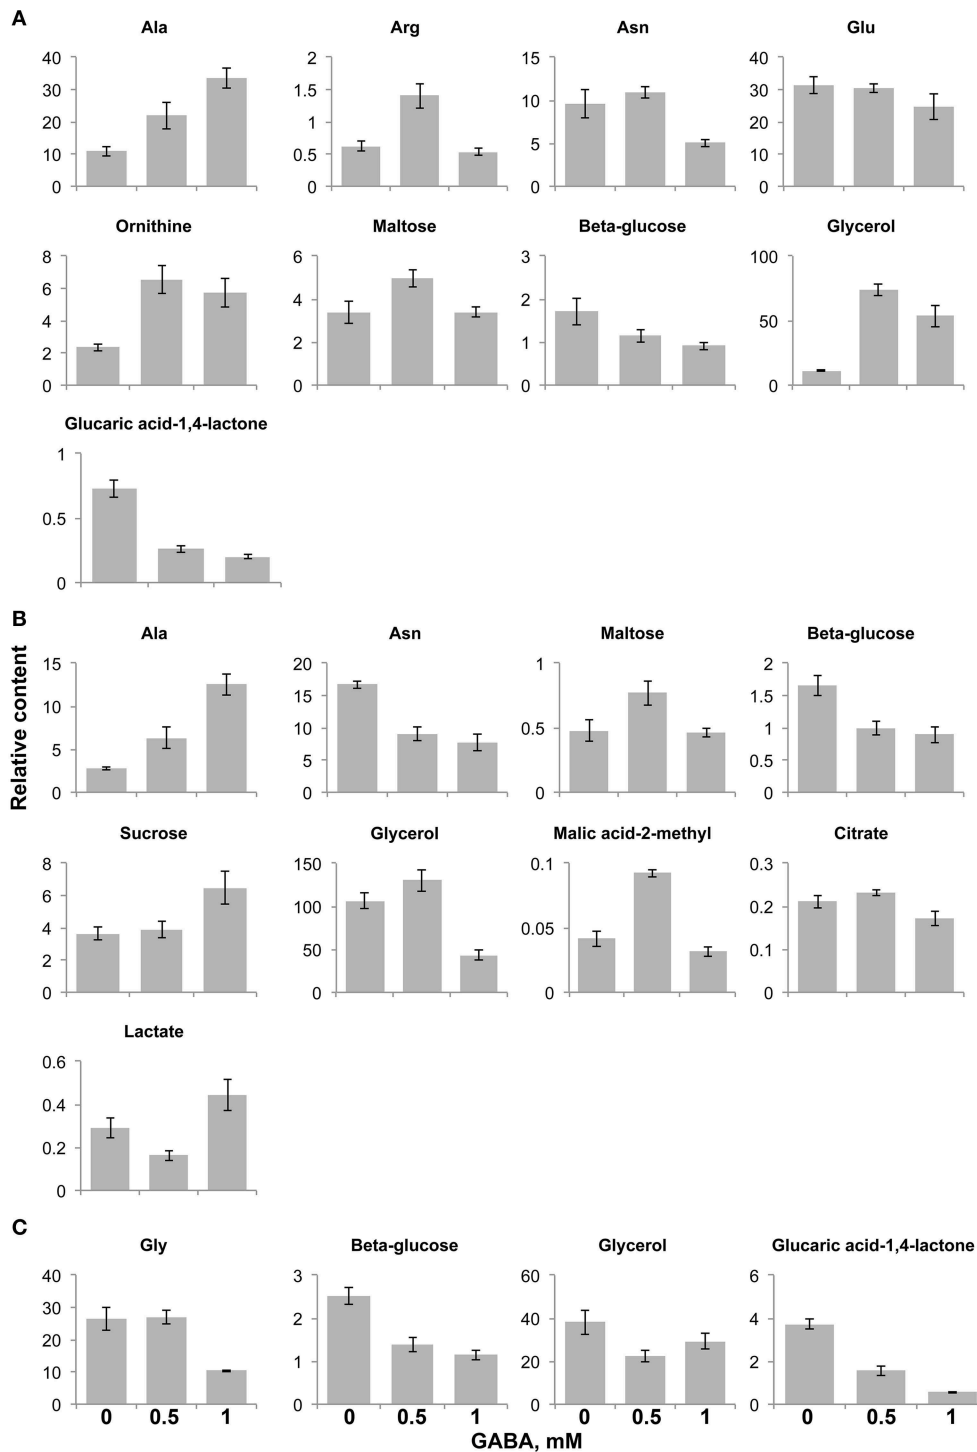 A
Ala Arg Asn Glu
40 2 15 40
30 1.5 10 30
20 1 5 20
10 0.5 0 10
0 0 0
Ornithine Maltose Beta-glucose Glycerol
8 6 3 100
6 4 2 50
4 2 1 0
2 0 0
0
Glucaric acid-1,4-lactone
1
0.5
0
B
Relative content
Ala Asn Maltose Beta-glucose
15 20 1 2
10 15 0.5 1.5
5 10 0 1
0 5 0.5
0 0
Sucrose Glycerol Malic acid-2-methyl Citrate
8 150 0.1 0.3
6 100 0.05 0.2
4 50 0 0.1
2 0 0
0
Lactate
0.6
0.4
0.2
0
C
Gly Beta-glucose Glycerol Glucaric acid-1,4-lactone
40 3 60 6
30 2 40 4
20 1 20 2
10 0 0 0
0
0 0.5 1 0 0.5 1 0 0.5 1 0 0.5 1
GABA, mM